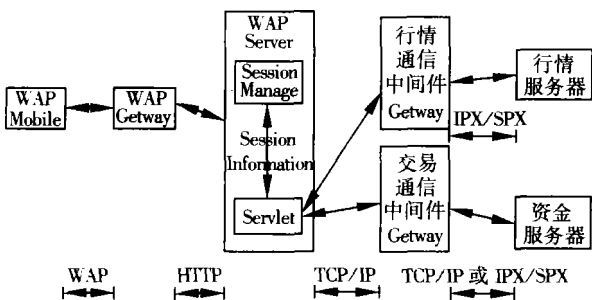 WAP
Mobile
WAP
Getway
WAP
Server
Session
Manage
Session
Information
Servlet
行情
通信
中间件
Getway
行情
服务器
IPX/SPX
交易
通信
中间件
Getway
资金
服务器
WAP
HTTP
TCP/IP
TCP/IP 或 IPX/SPX